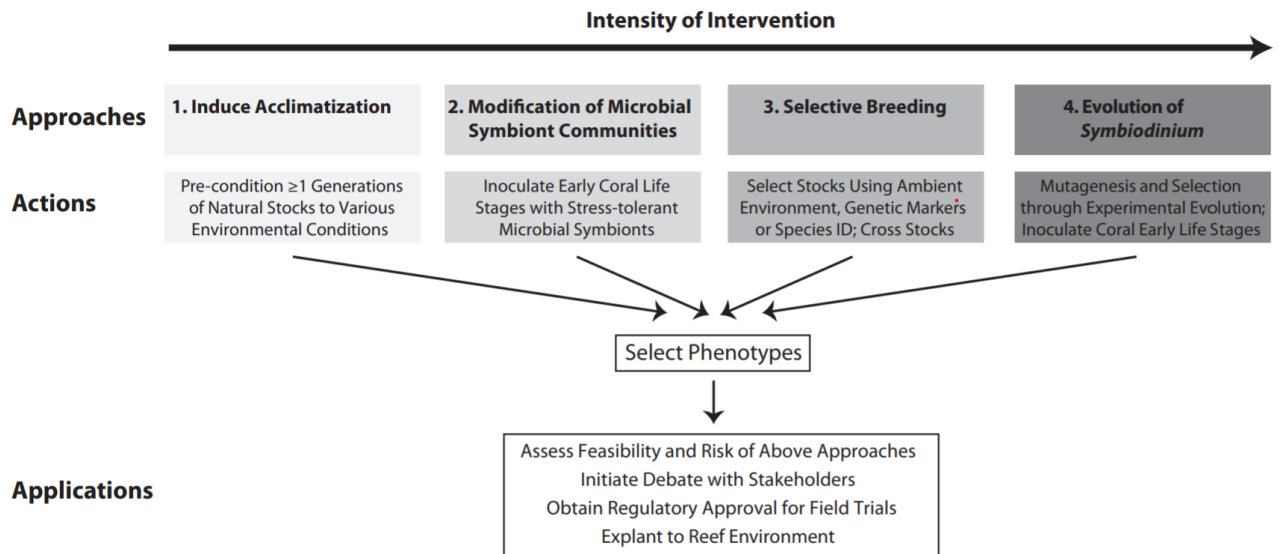 Intensity of Intervention
Approaches
1. Induce Acclimatization
2. Modification of Microbial
Symbiont Communities
3. Selective Breeding
4. Evolution of
Symbiodinium
Actions
Pre-condition ≥1 Generations
of Natural Stocks to Various
Environmental Conditions
Inoculate Early Coral Life
Stages with Stress-tolerant
Microbial Symbionts
Select Stocks Using Ambient
Environment, Genetic Markers
or Species ID; Cross Stocks
Mutagenesis and Selection
through Experimental Evolution;
Inoculate Coral Early Life Stages
Select Phenotypes
Applications
Assess Feasibility and Risk of Above Approaches
Initiate Debate with Stakeholders
Obtain Regulatory Approval for Field Trials
Explant to Reef Environment